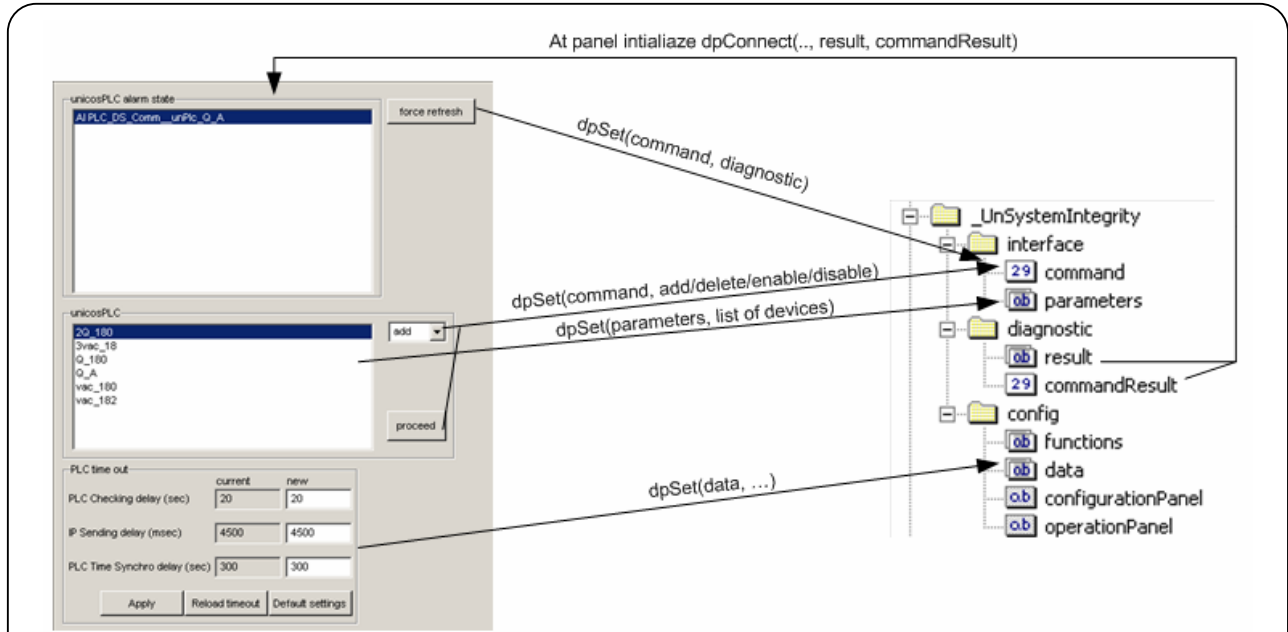 At panel intialiaze dpConnect(.., result, commandResult)
unicosPLC alarm state
AI PLC_DS_Comm__unPlc_Q_A
force refresh
dpSet(command, diagnostic)
_UnSystemIntegrity
interface
29 command
ob parameters
diagnostic
ob result
29 commandResult
config
ob functions
ob data
o.b configurationPanel
o.b operationPanel
dpSet(command, add/delete/enable/disable)
dpSet(parameters, list of devices)
unicosPLC
2Q_180
3vac_18
Q_180
Q_A
vac_180
vac_182
add
proceed
PLC time out
current new
PLC Checking delay (sec) 20 20
IP Sending delay (msec) 4500 4500
PLC Time Synchro delay (sec) 300 300
Apply Reload timeout Default settings
dpSet(data, ...)